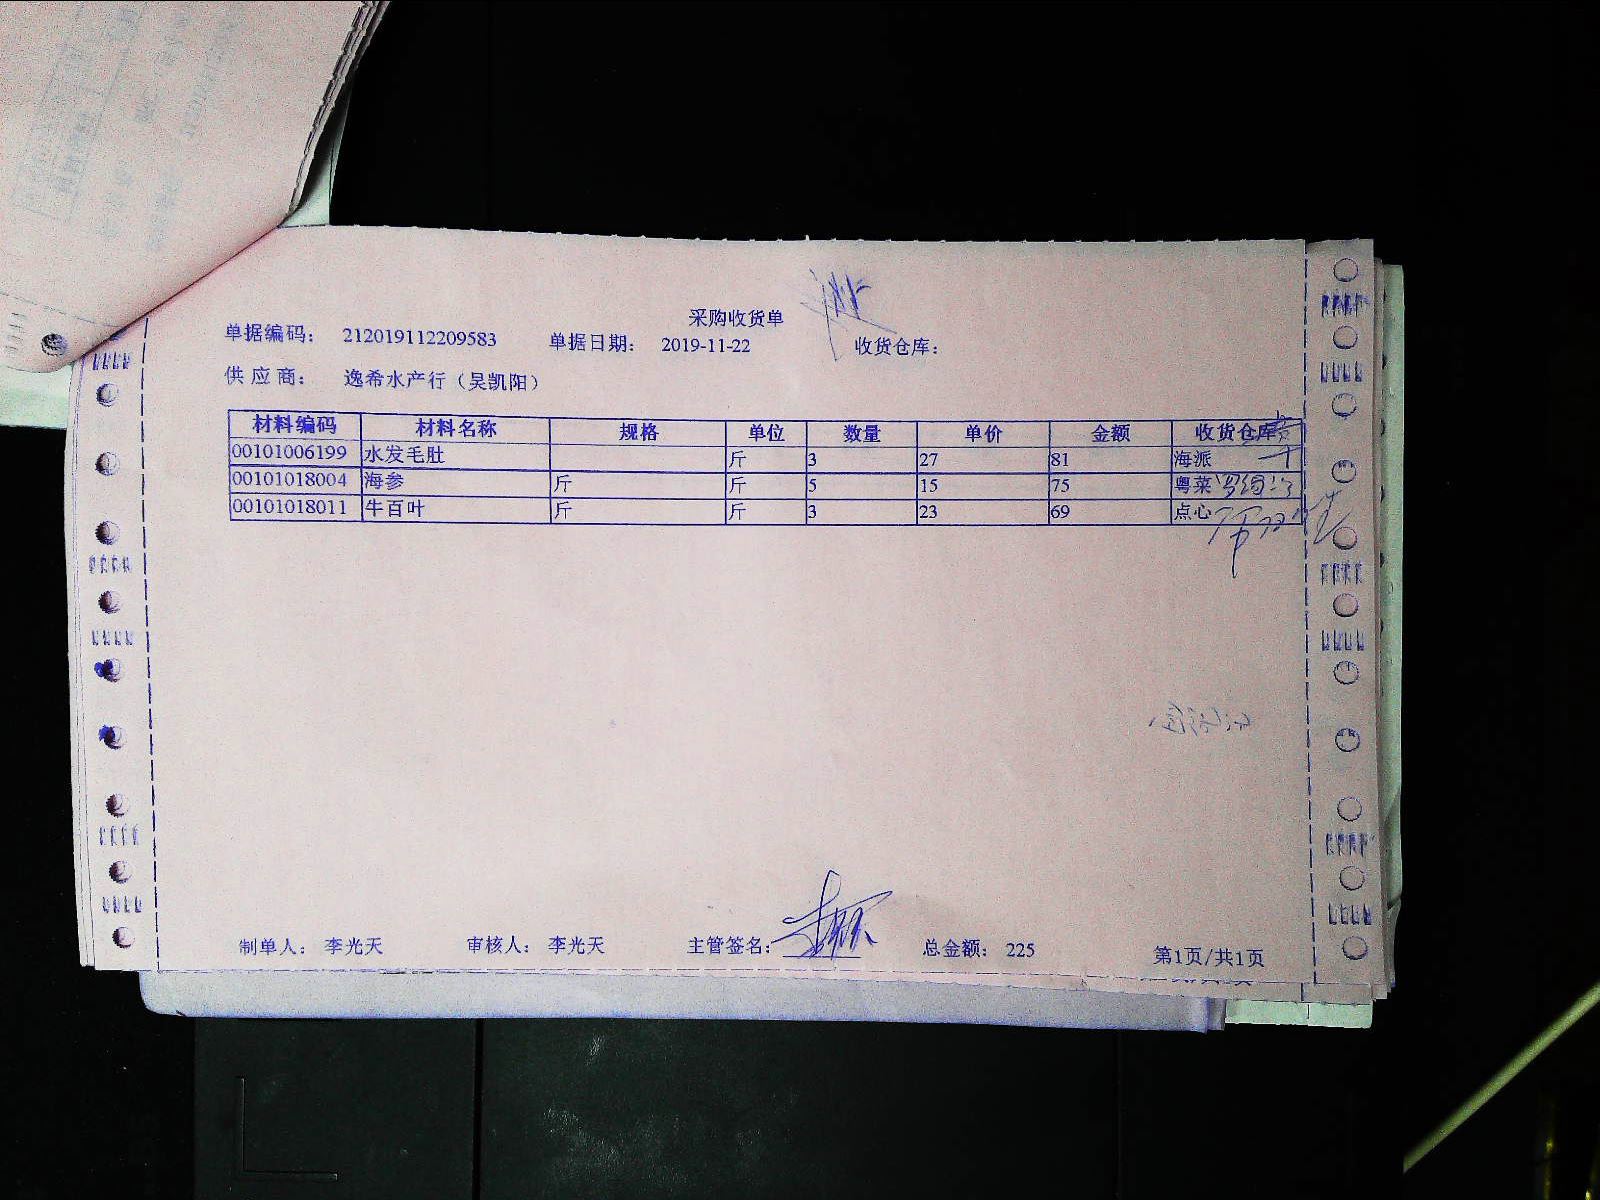 采购收货单
单据编码： 212019112209583 单据日期： 2019-11-22 收货仓库：
供应商： 逸希水产行（吴凯阳）
材料编码 材料名称 规格 单位 数量 单价 金额 收货仓库
00101006199 水发毛肚 斤 3 27 81 海派
00101018004 海参 斤 斤 5 15 75 粤菜
00101018011 牛百叶 斤 斤 3 23 69 点心
制单人： 李光天 审核人： 李光天 主管签名： 总金额： 225 第1页/共1页